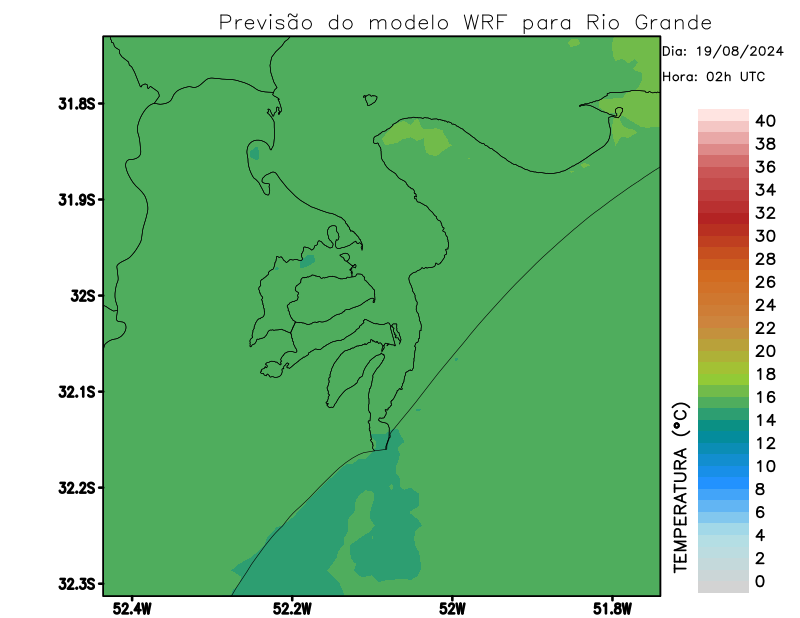 Previsão do modelo WRF para Rio Grande
Dia: 19/08/2024
Hora: 02h UTC
31.8S
31.9S
32S
32.1S
32.2S
32.3S
52.4W
52.2W
52W
51.8W
TEMPERATURA (°C)
40
38
36
34
32
30
28
26
24
22
20
18
16
14
12
10
8
6
4
2
0